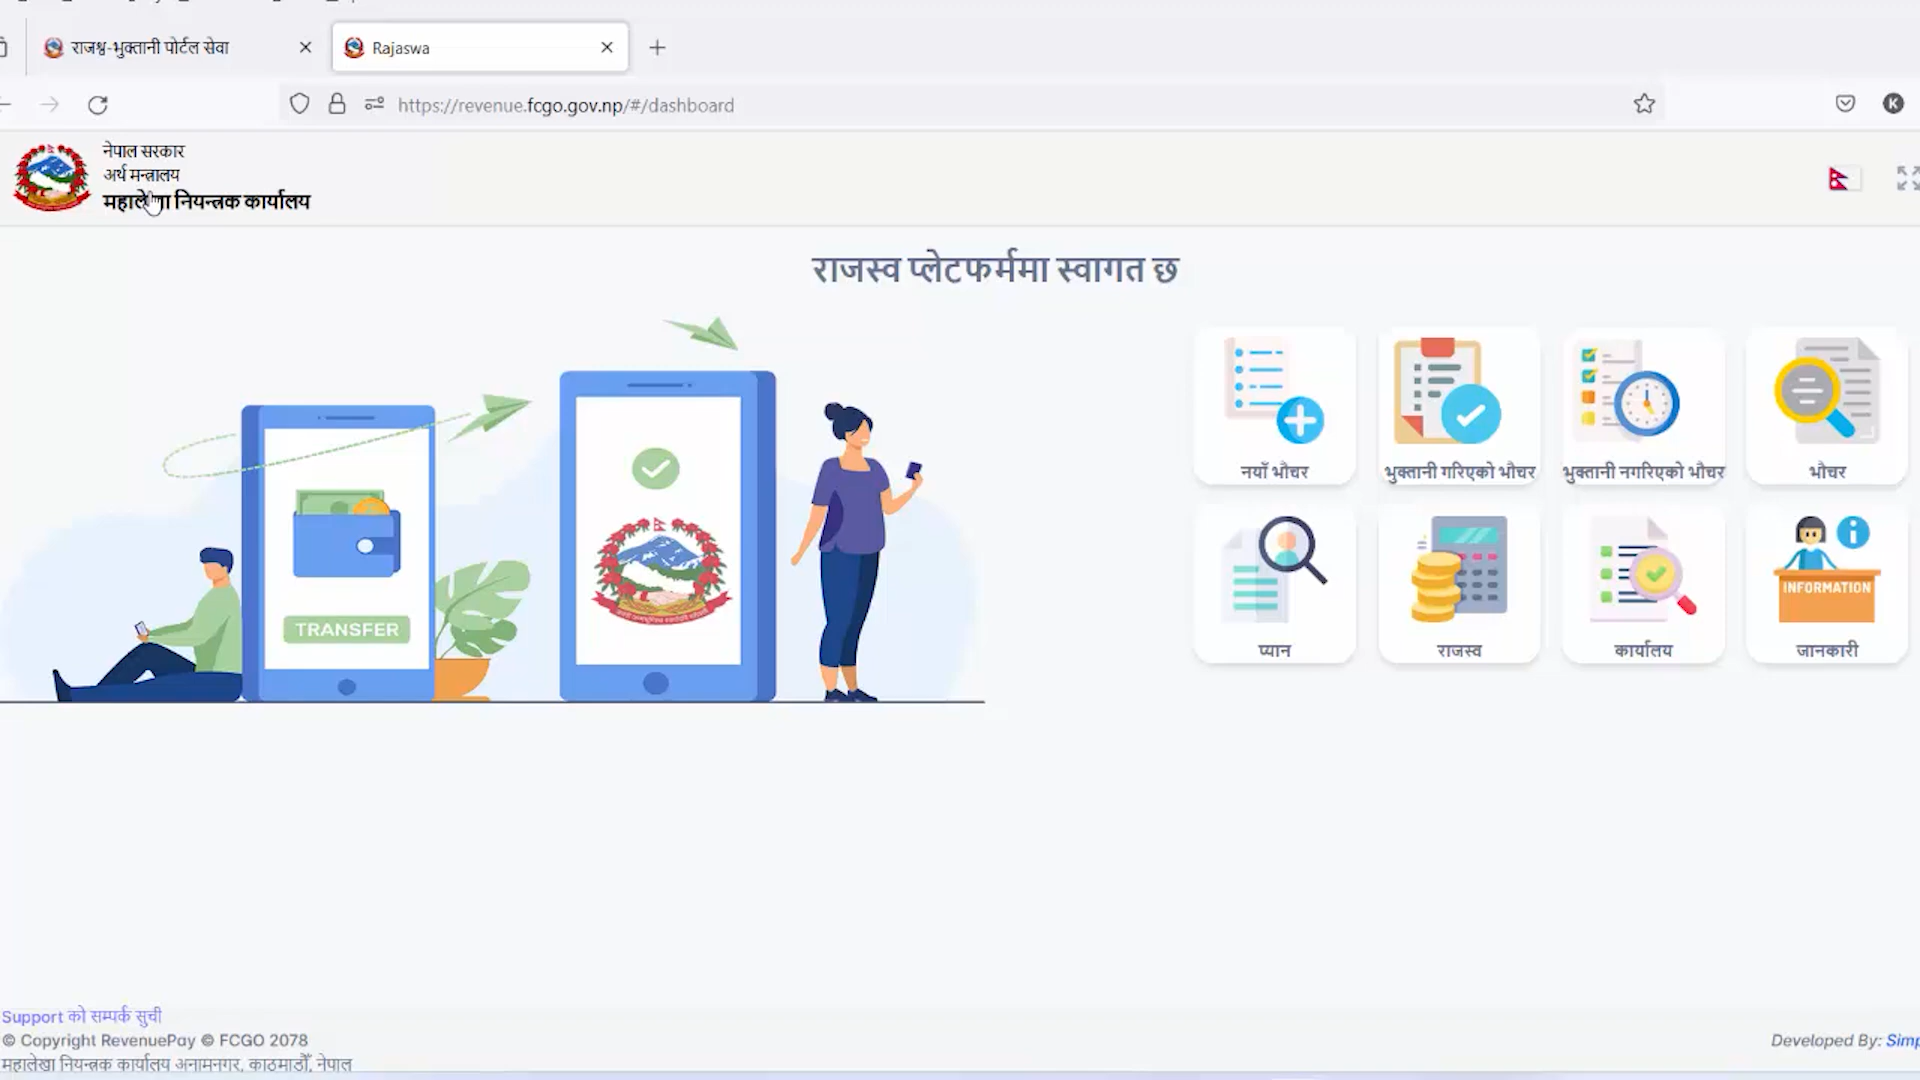 राजश्व-भुक्तानी पोर्टल सेवा
Rajaswa
https://revenue.fcgo.gov.np/#/dashboard
K
नेपाल सरकार
अर्थ मन्त्रालय
महालेखा नियन्त्रक कार्यालय
राजस्व प्लेटफर्ममा स्वागत छ
नयाँ भौचर
भुक्तानी गरिएको भौचर
भुक्तानी नगरिएको भौचर
भौचर
INFORMATION
प्यान
राजस्व
कार्यालय
जानकारी
TRANSFER
Support को सम्पर्क सुची
© Copyright RevenuePay © FCGO 2078
महालेखा नियन्त्रक कार्यालय अनामनगर, काठमाडौँ, नेपाल
Developed By: Simp